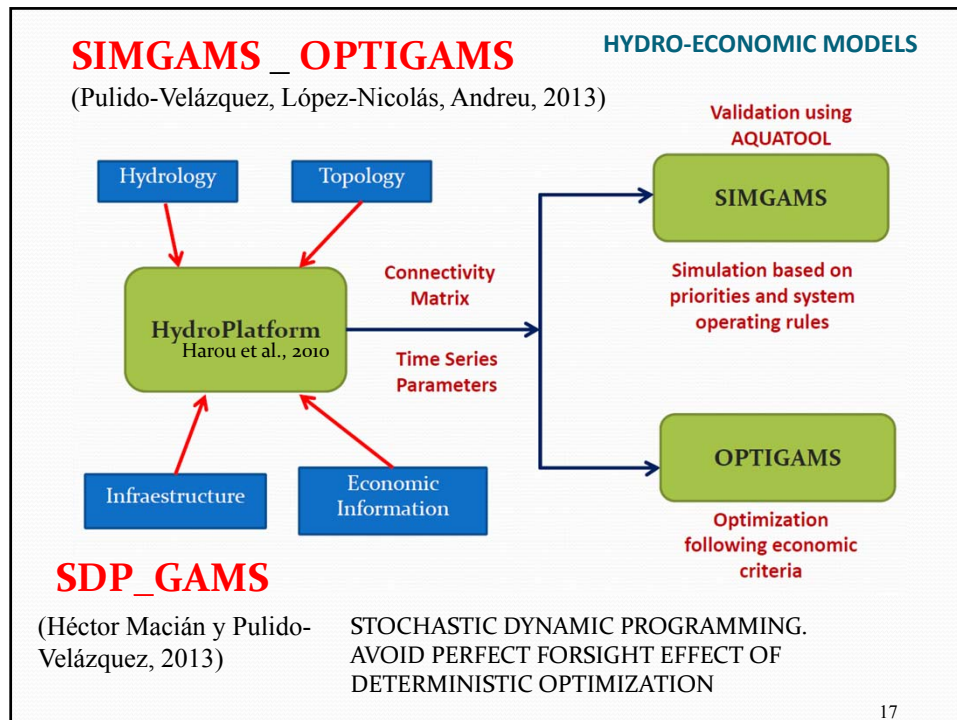 SIMGAMS _ OPTIGAMS
HYDRO-ECONOMIC MODELS
(Pulido-Velázquez, López-Nicolás, Andreu, 2013)
Validation using
AQUATOOL
Hydrology
Topology
SIMGAMS
Connectivity
Matrix
Simulation based on
priorities and system
operating rules
HydroPlatform
Harou et al., 2010
Time Series
Parameters
OPTIGAMS
Infraestructure
Economic
Information
Optimization
following economic
criteria
SDP_GAMS
(Héctor Macián y Pulido-
Velázquez, 2013)
STOCHASTIC DYNAMIC PROGRAMMING.
AVOID PERFECT FORSIGHT EFFECT OF
DETERMINISTIC OPTIMIZATION
17